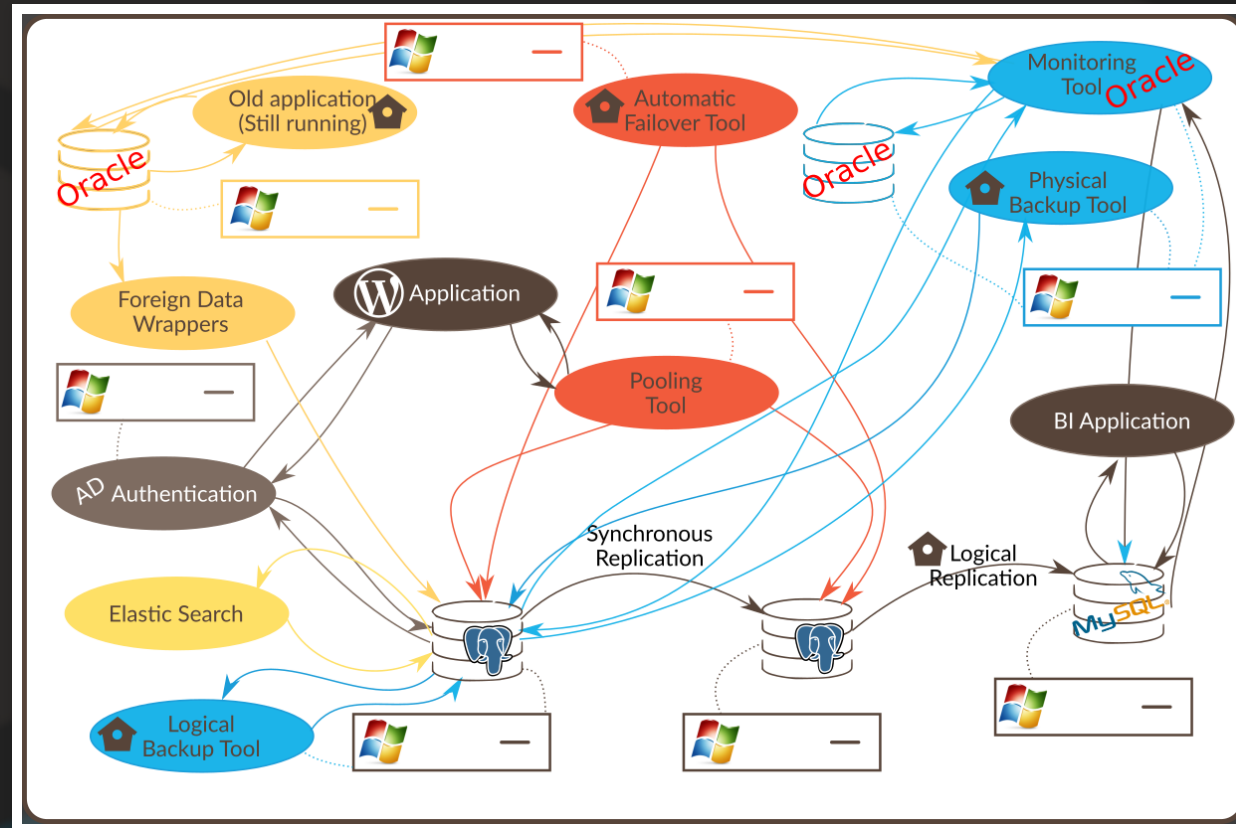 Monitoring
Tool
Oracle
Old application
(Still running)
Automatic
Failover Tool
Oracle
Oracle
Physical
Backup Tool
Foreign Data
Wrappers
W
Application
Pooling
Tool
BI Application
AD
Authentication
Synchronous
Replication
Logical
Replication
Elastic Search
MySQL
Logical
Backup Tool